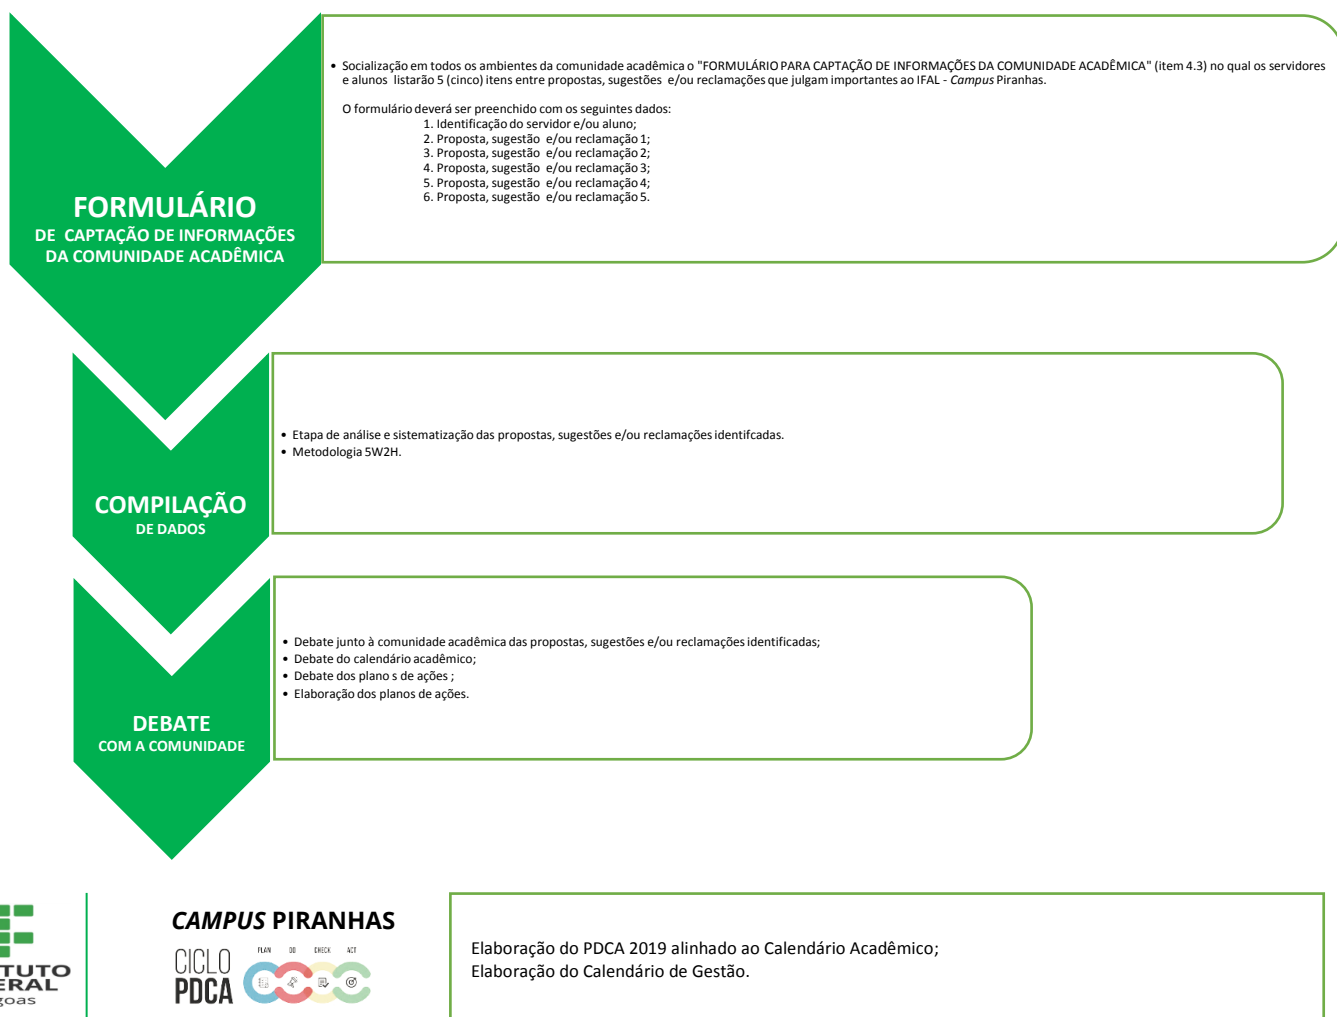 • Socialização em todos os ambientes da comunidade acadêmica o "FORMULÁRIO PARA CAPTAÇÃO DE INFORMAÇÕES DA COMUNIDADE ACADÊMICA" (item 4.3) no qual os servidores
e alunos listarão 5 (cinco) itens entre propostas, sugestões e/ou reclamações que julgam importantes ao IFAL - Campus Piranhas.
O formulário deverá ser preenchido com os seguintes dados:
1. Identificação do servidor e/ou aluno;
2. Proposta, sugestão e/ou reclamação 1;
3. Proposta, sugestão e/ou reclamação 2;
4. Proposta, sugestão e/ou reclamação 3;
5. Proposta, sugestão e/ou reclamação 4;
6. Proposta, sugestão e/ou reclamação 5.
FORMULÁRIO
DE CAPTAÇÃO DE INFORMAÇÕES
DA COMUNIDADE ACADÊMICA
• Etapa de análise e sistematização das propostas, sugestões e/ou reclamações identifcadas.
• Metodologia 5W2H.
COMPILAÇÃO
DE DADOS
• Debate junto à comunidade acadêmica das propostas, sugestões e/ou reclamações identificadas;
• Debate do calendário acadêmico;
• Debate dos plano s de ações ;
• Elaboração dos planos de ações.
DEBATE
COM A COMUNIDADE
TUTO
ERAL
goas
CAMPUS PIRANHAS
CICLO
PDCA
PLAN DO CHECK ACT
Elaboração do PDCA 2019 alinhado ao Calendário Acadêmico;
Elaboração do Calendário de Gestão.